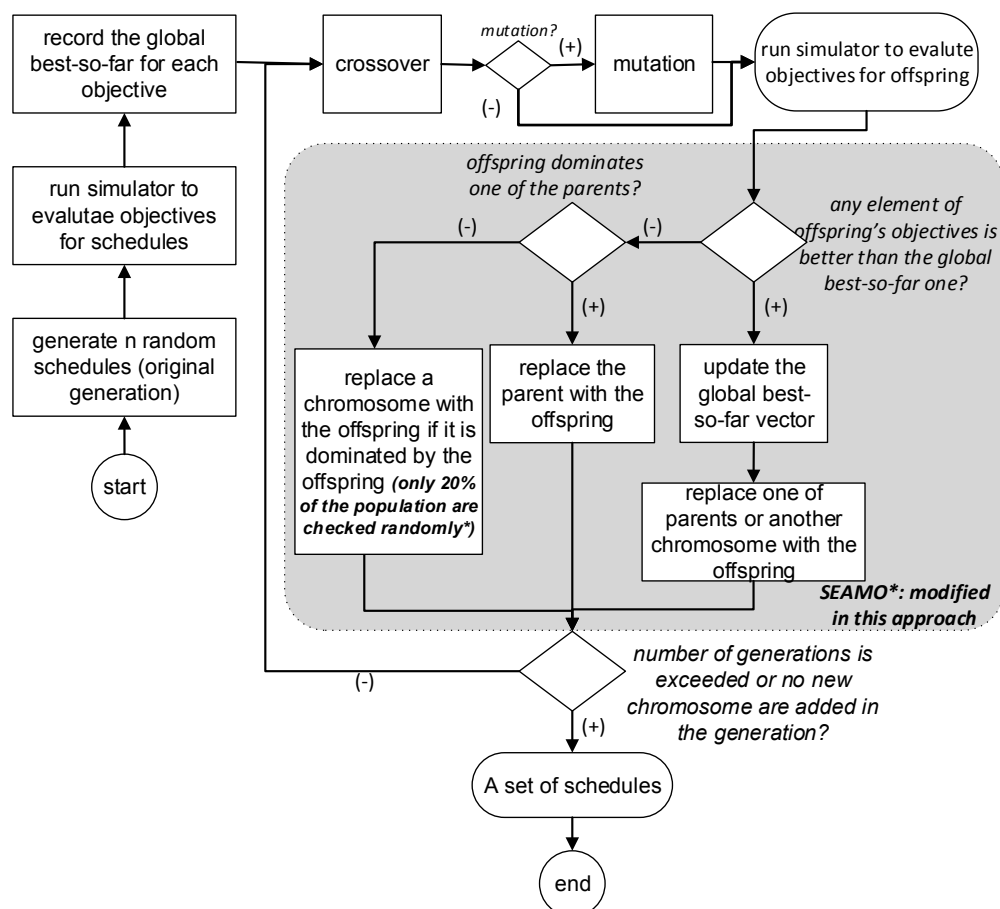 record the global
best-so-far for each
objective
crossover
mutation?
(+)
(-)
mutation
run simulator to evalute
objectives for offspring
run simulator to
evalutae objectives
for schedules
generate n random
schedules (original
generation)
start
offspring dominates
one of the parents?
(-)
(-)
any element of
offspring's objectives is
better than the global
best-so-far one?
(+)
(+)
replace a
chromosome with
the offspring if it is
dominated by the
offspring (only 20%
of the population are
checked randomly*)
replace the
parent with the
offspring
update the
global best-
so-far vector
replace one of
parents or another
chromosome with the
offspring
SEAMO*: modified
in this approach
number of generations is
exceeded or no new
chromosome are added in
the generation?
(-)
(+)
A set of schedules
end